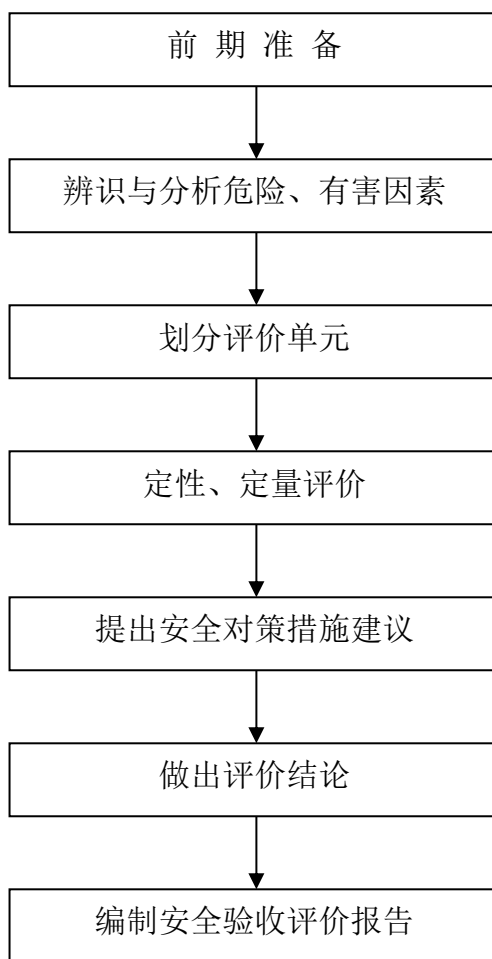 前 期 准 备
辨识与分析危险、有害因素
划分评价单元
定性、定量评价
提出安全对策措施建议
做出评价结论
编制安全验收评价报告